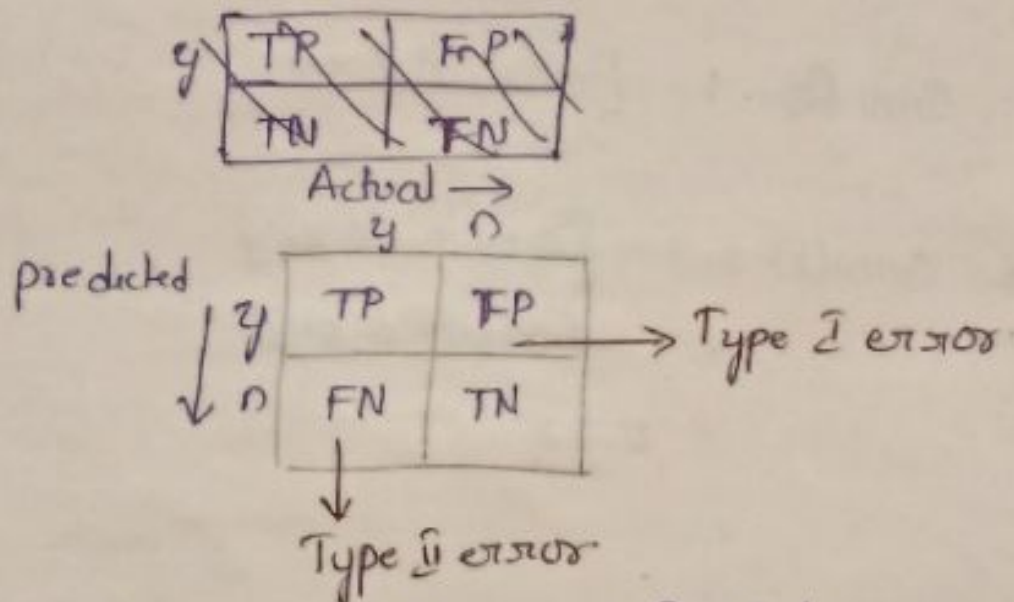 y TP FP
TN FN
Actual →
y n
predicted
y TP FP → Type I error
↓ n FN TN
Type II error